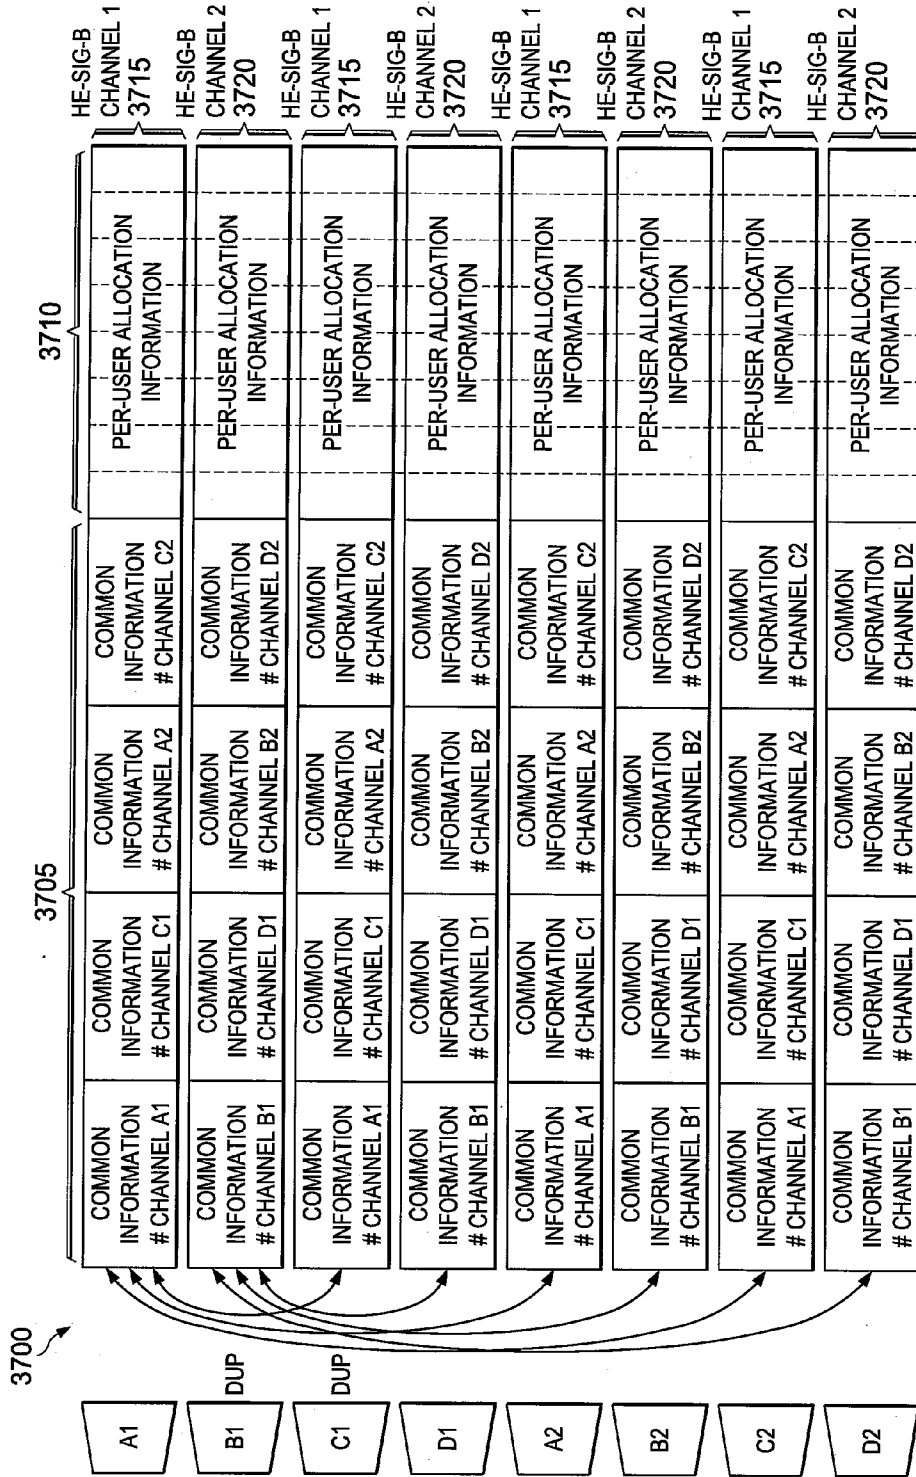 3700
3705
3710
A1
COMMON INFORMATION # CHANNEL A1
COMMON INFORMATION # CHANNEL C1
COMMON INFORMATION # CHANNEL A2
COMMON INFORMATION # CHANNEL C2
PER-USER ALLOCATION INFORMATION
HE-SIG-B CHANNEL 1 3715
B1
DUP
COMMON INFORMATION # CHANNEL B1
COMMON INFORMATION # CHANNEL D1
COMMON INFORMATION # CHANNEL B2
COMMON INFORMATION # CHANNEL D2
PER-USER ALLOCATION INFORMATION
HE-SIG-B CHANNEL 2 3720
C1
DUP
COMMON INFORMATION # CHANNEL A1
COMMON INFORMATION # CHANNEL C1
COMMON INFORMATION # CHANNEL A2
COMMON INFORMATION # CHANNEL C2
PER-USER ALLOCATION INFORMATION
HE-SIG-B CHANNEL 1 3715
D1
COMMON INFORMATION # CHANNEL B1
COMMON INFORMATION # CHANNEL D1
COMMON INFORMATION # CHANNEL B2
COMMON INFORMATION # CHANNEL D2
PER-USER ALLOCATION INFORMATION
HE-SIG-B CHANNEL 2 3720
A2
COMMON INFORMATION # CHANNEL A1
COMMON INFORMATION # CHANNEL C1
COMMON INFORMATION # CHANNEL A2
COMMON INFORMATION # CHANNEL C2
PER-USER ALLOCATION INFORMATION
HE-SIG-B CHANNEL 1 3715
B2
COMMON INFORMATION # CHANNEL B1
COMMON INFORMATION # CHANNEL D1
COMMON INFORMATION # CHANNEL B2
COMMON INFORMATION # CHANNEL D2
PER-USER ALLOCATION INFORMATION
HE-SIG-B CHANNEL 2 3720
C2
COMMON INFORMATION # CHANNEL A1
COMMON INFORMATION # CHANNEL C1
COMMON INFORMATION # CHANNEL A2
COMMON INFORMATION # CHANNEL C2
PER-USER ALLOCATION INFORMATION
HE-SIG-B CHANNEL 1 3715
D2
COMMON INFORMATION # CHANNEL B1
COMMON INFORMATION # CHANNEL D1
COMMON INFORMATION # CHANNEL B2
COMMON INFORMATION # CHANNEL D2
PER-USER ALLOCATION INFORMATION
HE-SIG-B CHANNEL 2 3720